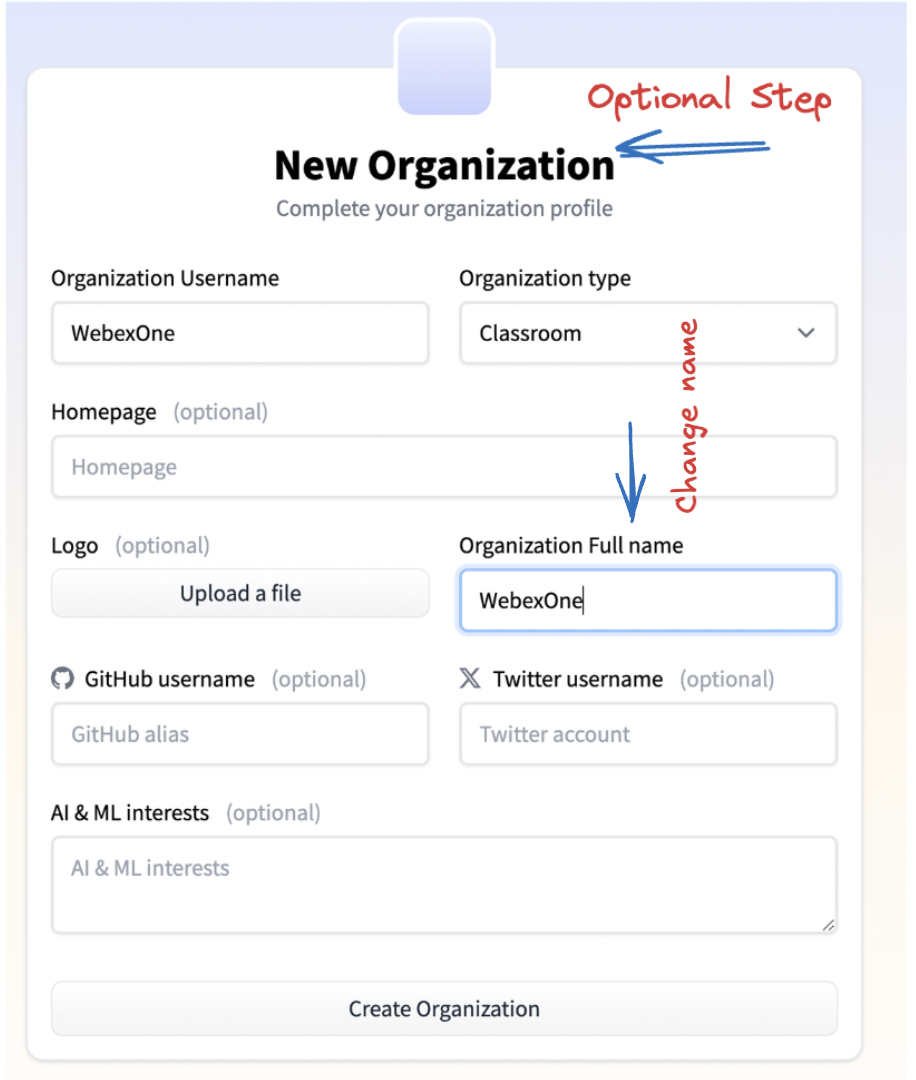 Optional Step
New Organization
Complete your organization profile
Organization Username
Organization type
WebexOne
Classroom
Change name
Homepage (optional)
Homepage
Logo (optional)
Organization Full name
Upload a file
WebexOne
GitHub username (optional)
Twitter username (optional)
GitHub alias
Twitter account
AI & ML interests (optional)
AI & ML interests
Create Organization